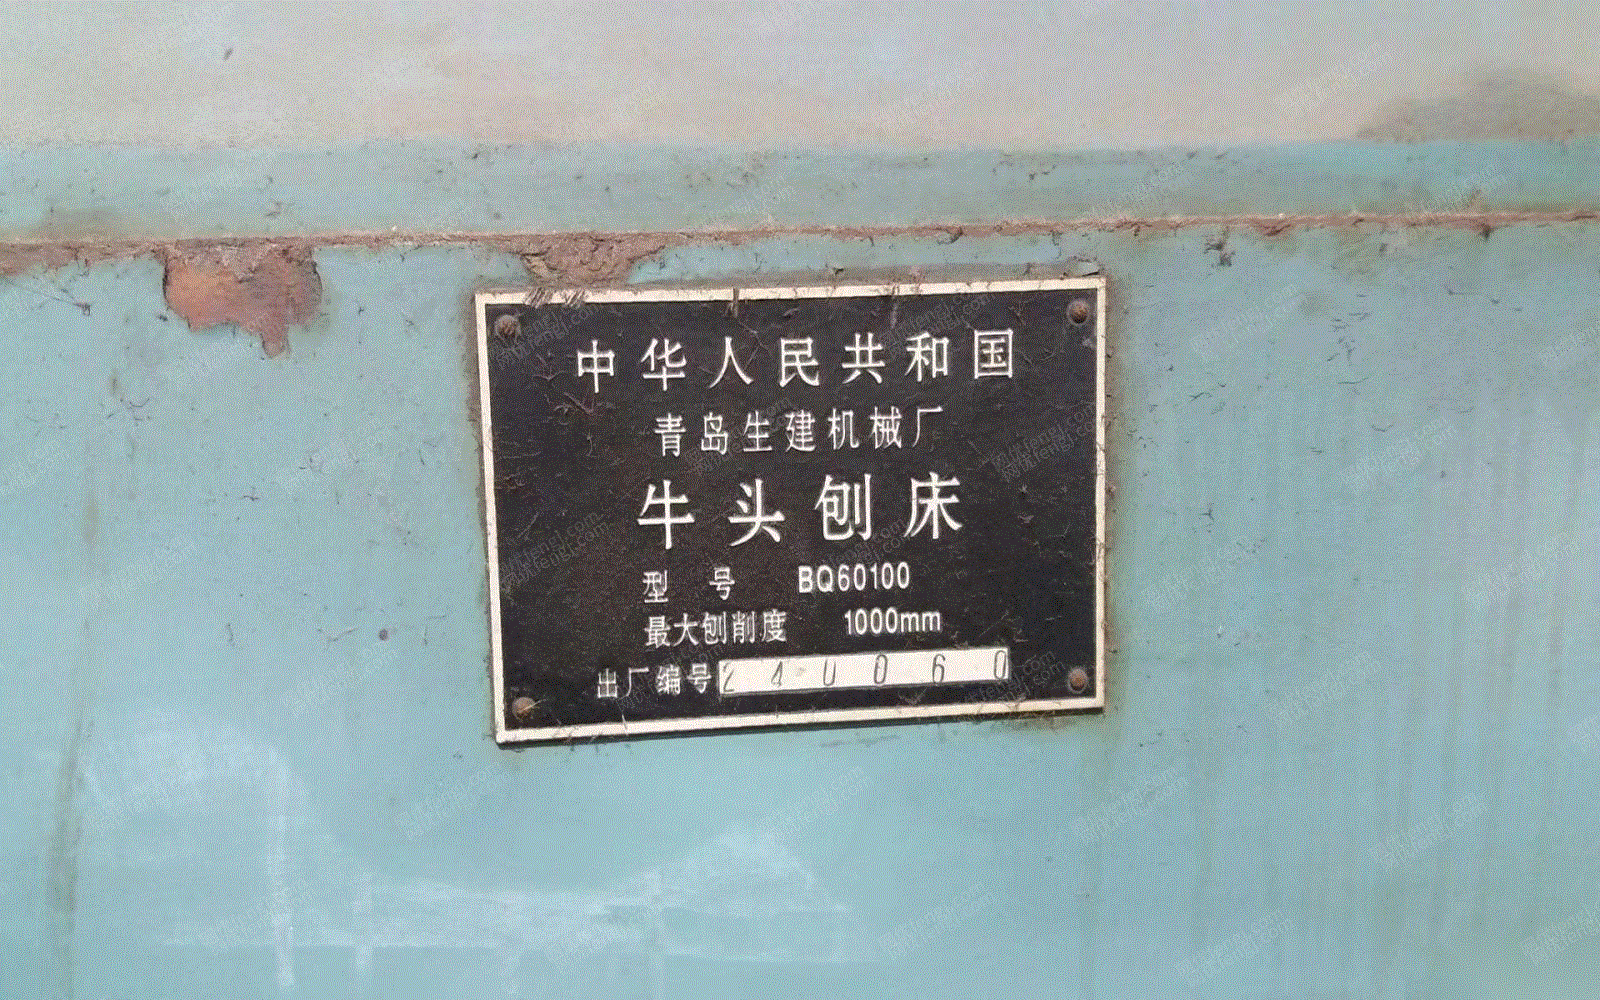 中华人民共和国
青岛生建机械厂
牛头刨床
型号 BQ60100
最大刨削度 1000mm
出厂编号 240060